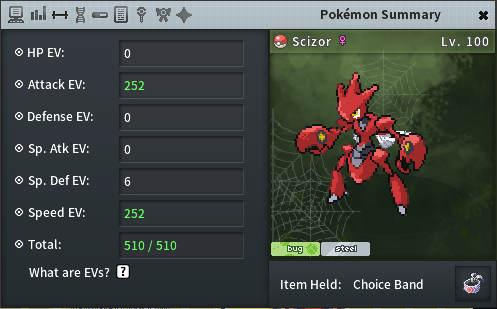 Pokémon Summary
HP EV: 0
Attack EV: 252
Defense EV: 0
Sp. Atk EV: 0
Sp. Def EV: 6
Speed EV: 252
Total: 510 / 510
What are EVs? ?
Scizor ♀ Lv. 100
bug steel
Item Held: Choice Band